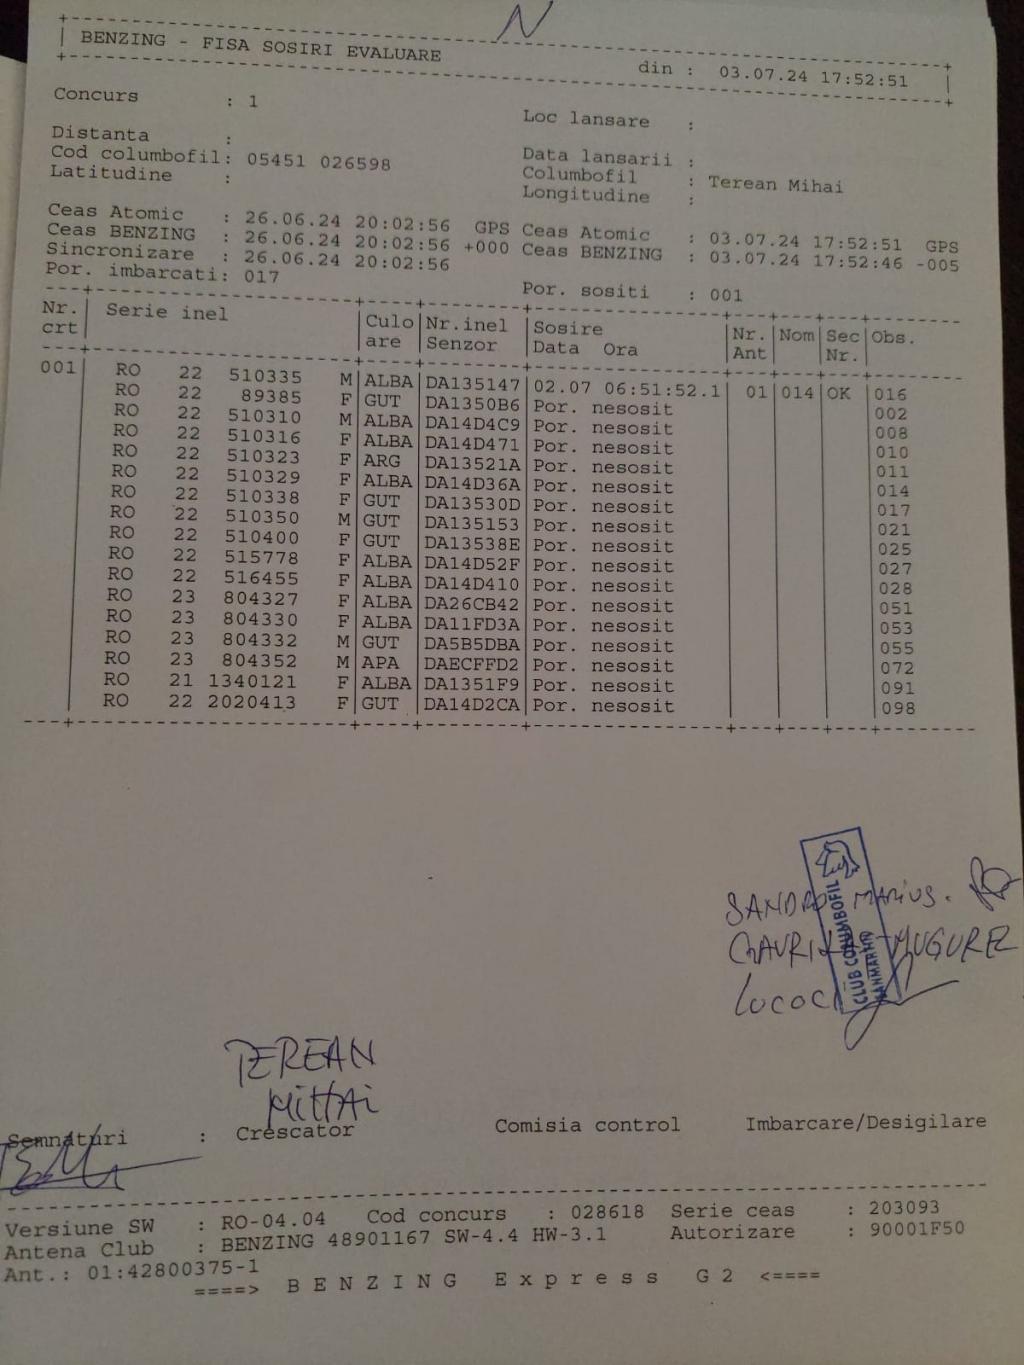 N
BENZING - FISA SOSIRI EVALUARE din : 03.07.24 17:52:51
Concurs : 1 Loc lansare :
Distanta : Data lansarii :
Cod columbofil: 05451 026598 Columbofil : Terean Mihai
Latitudine : Longitudine :
Ceas Atomic : 26.06.24 20:02:56 GPS Ceas Atomic : 03.07.24 17:52:51 GPS
Ceas BENZING : 26.06.24 20:02:56 +000 Ceas BENZING : 03.07.24 17:52:46 -005
Sincronizare : 26.06.24 20:02:56
Por. imbarcati: 017 Por. sositi : 001
Nr. crt Serie inel Culo are Nr.inel Senzor Sosire Data Ora Nr. Ant Nom Sec Nr. Obs.
001 RO 22 510335 M ALBA DA135147 02.07 06:51:52.1 01 014 OK 016
RO 22 89385 F GUT DA1350B6 Por. nesosit 002
RO 22 510310 M ALBA DA14D4C9 Por. nesosit 008
RO 22 510316 F ALBA DA14D471 Por. nesosit 010
RO 22 510323 F ARG DA13521A Por. nesosit 011
RO 22 510329 F ALBA DA14D36A Por. nesosit 014
RO 22 510338 F GUT DA13530D Por. nesosit 017
RO 22 510350 M GUT DA135153 Por. nesosit 021
RO 22 510400 F GUT DA13538E Por. nesosit 025
RO 22 515778 F ALBA DA14D52F Por. nesosit 027
RO 22 516455 F ALBA DA14D410 Por. nesosit 028
RO 23 804327 F ALBA DA26CB42 Por. nesosit 051
RO 23 804330 F ALBA DA11FD3A Por. nesosit 053
RO 23 804332 M GUT DA5B5DBA Por. nesosit 055
RO 23 804352 M APA DAECFFD2 Por. nesosit 072
RO 21 1340121 F ALBA DA1351F9 Por. nesosit 091
RO 22 2020413 F GUT DA14D2CA Por. nesosit 098
SANDRO MARIUS.
MUGUREL
CLUB COLUMBOFIL
SANMARTIN
TEREAN
MIHAI
Semnaturi : Crescator Comisia control Imbarcare/Desigilare
Versiune SW : RO-04.04 Cod concurs : 028618 Serie ceas : 203093
Antena Club : BENZING 48901167 SW-4.4 HW-3.1 Autorizare : 90001F50
Ant.: 01:42800375-1
====> B E N Z I N G E x p r e s s G 2 <====